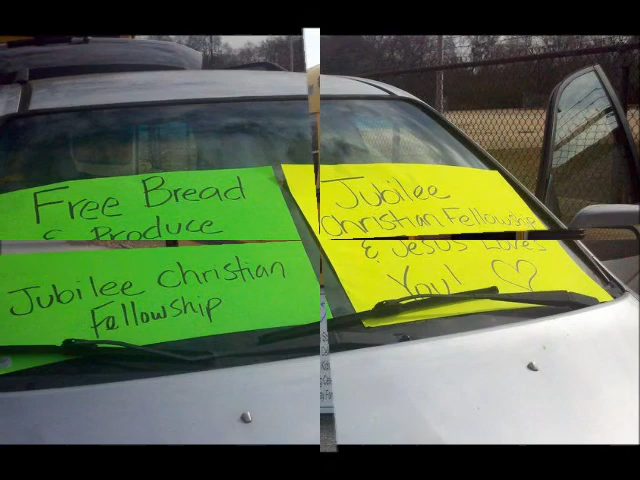 Free Bread
& Produce
Jubilee Christian
Fellowship
Jubilee
Christian Fellowship
& Jesus Loves
You! ♡